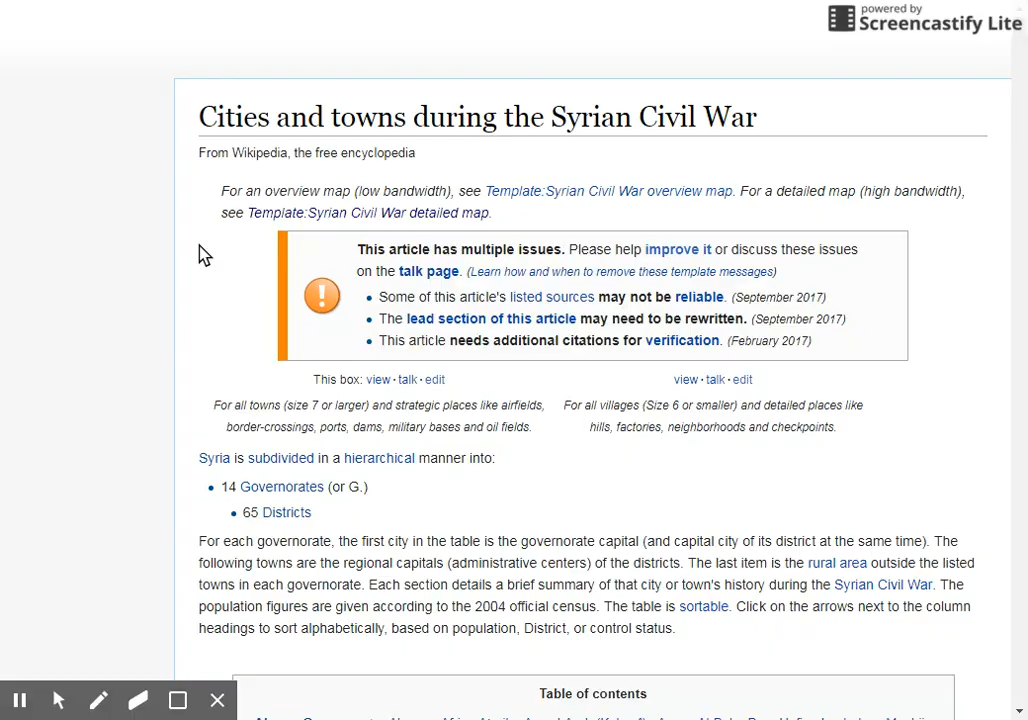 powered by
Screencastify Lite
Cities and towns during the Syrian Civil War
From Wikipedia, the free encyclopedia
For an overview map (low bandwidth), see Template:Syrian Civil War overview map. For a detailed map (high bandwidth),
see Template:Syrian Civil War detailed map.
This article has multiple issues. Please help improve it or discuss these issues
on the talk page. (Learn how and when to remove these template messages)
• Some of this article's listed sources may not be reliable. (September 2017)
• The lead section of this article may need to be rewritten. (September 2017)
• This article needs additional citations for verification. (February 2017)
This box: view · talk · edit
view · talk · edit
For all towns (size 7 or larger) and strategic places like airfields,
border-crossings, ports, dams, military bases and oil fields.
For all villages (Size 6 or smaller) and detailed places like
hills, factories, neighborhoods and checkpoints.
Syria is subdivided in a hierarchical manner into:
• 14 Governorates (or G.)
• 65 Districts
For each governorate, the first city in the table is the governorate capital (and capital city of its district at the same time). The
following towns are the regional capitals (administrative centers) of the districts. The last item is the rural area outside the listed
towns in each governorate. Each section details a brief summary of that city or town's history during the Syrian Civil War. The
population figures are given according to the 2004 official census. The table is sortable. Click on the arrows next to the column
headings to sort alphabetically, based on population, District, or control status.
Table of contents